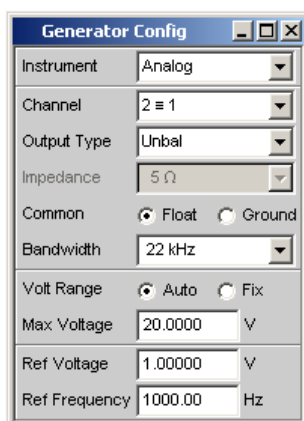 Generator Config
Instrument Analog
Channel 2 ≡ 1
Output Type Unbal
Impedance 5 Ω
Common Float Ground
Bandwidth 22 kHz
Volt Range Auto Fix
Max Voltage 20.0000 V
Ref Voltage 1.00000 V
Ref Frequency 1000.00 Hz